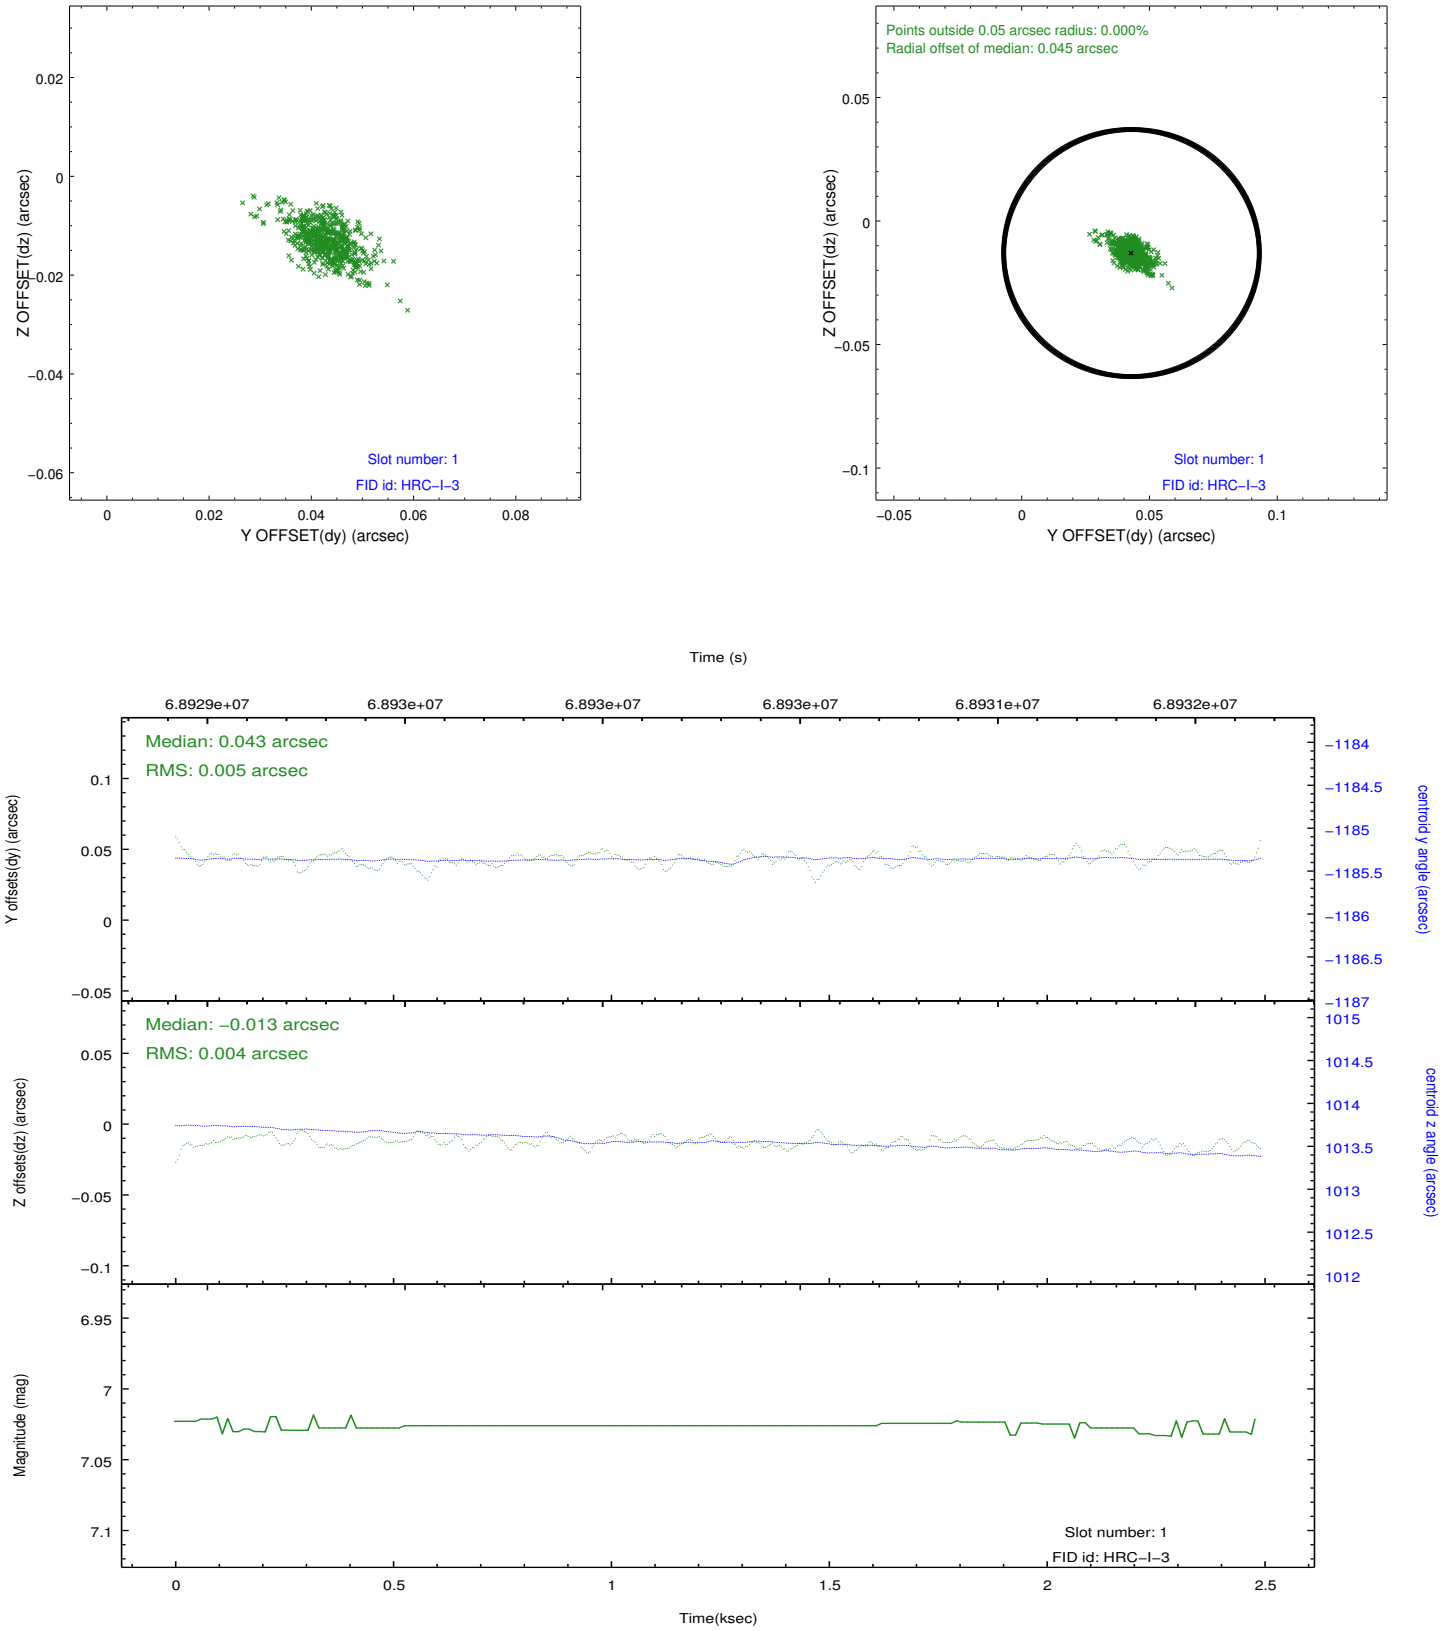 0.02
0
−0.02
−0.04
−0.06
Z OFFSET(dz) (arcsec)
Slot number: 1
FID id: HRC−I−3
0
0.02
0.04
0.06
0.08
Y OFFSET(dy) (arcsec)
Points outside 0.05 arcsec radius: 0.000%
Radial offset of median: 0.045 arcsec
0.05
0
−0.05
−0.1
Z OFFSET(dz) (arcsec)
Slot number: 1
FID id: HRC−I−3
−0.05
0
0.05
0.1
Y OFFSET(dy) (arcsec)
Time (s)
6.8929e+07
6.893e+07
6.893e+07
6.893e+07
6.8931e+07
6.8932e+07
Median: 0.043 arcsec
RMS: 0.005 arcsec
0.1
0.05
0
−0.05
Y offsets(dy) (arcsec)
−1184
−1184.5
−1185
−1185.5
−1186
−1186.5
−1187
centroid y angle (arcsec)
Median: −0.013 arcsec
RMS: 0.004 arcsec
0.05
0
−0.05
−0.1
Z offsets(dz) (arcsec)
1015
1014.5
1014
1013.5
1013
1012.5
1012
centroid z angle (arcsec)
6.95
7
7.05
7.1
Magnitude (mag)
Slot number: 1
FID id: HRC−I−3
0
0.5
1
1.5
2
2.5
Time(ksec)